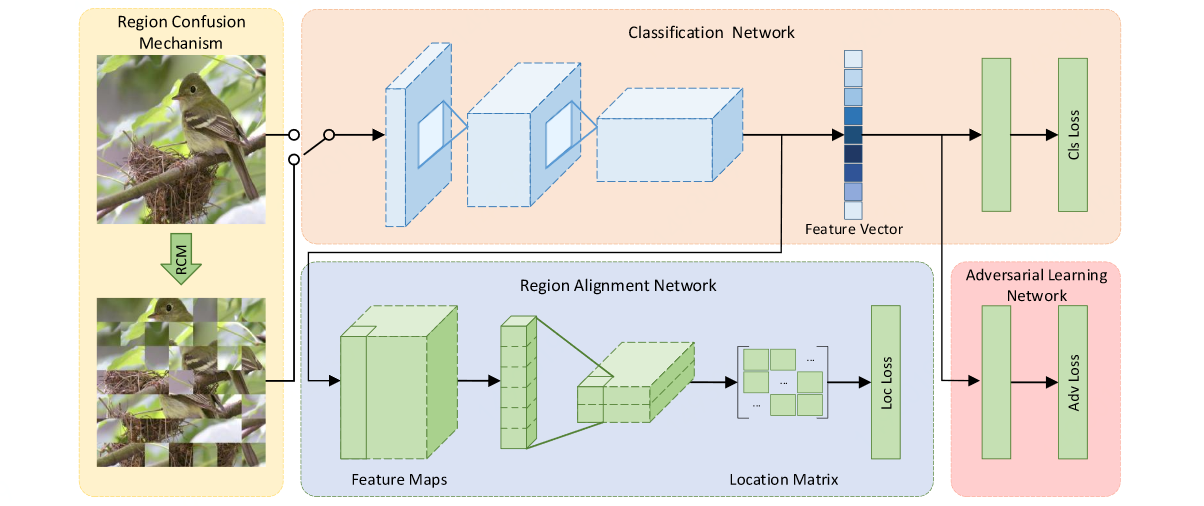 Region Confusion
Mechanism
RCM
Classification Network
Feature Vector
Cls Loss
Region Alignment Network
Feature Maps
...
...
...
Location Matrix
Loc Loss
Adversarial Learning
Network
Adv Loss